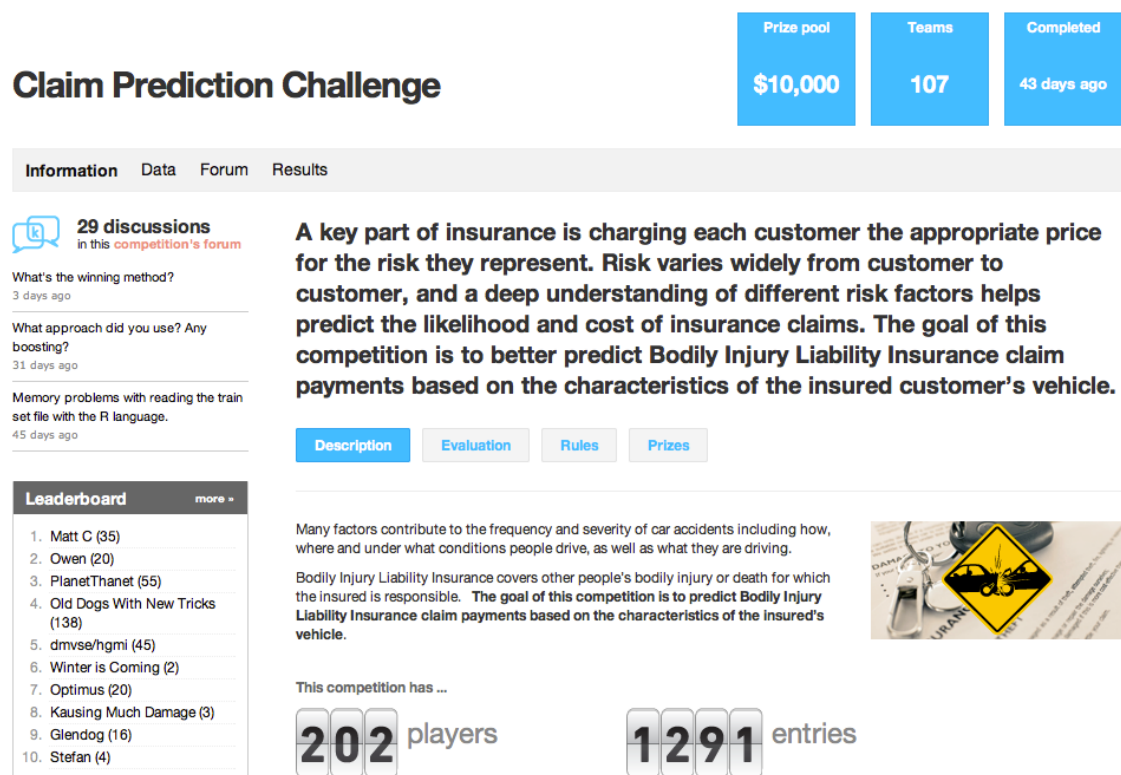 Prize pool
$10,000
Teams
107
Completed
43 days ago
Claim Prediction Challenge
Information Data Forum Results
k
29 discussions
in this competition's forum
What's the winning method?
3 days ago
What approach did you use? Any
boosting?
31 days ago
Memory problems with reading the train
set file with the R language.
45 days ago
Leaderboard more »
1. Matt C (35)
2. Owen (20)
3. PlanetThanet (55)
4. Old Dogs With New Tricks
(138)
5. dmvse/hgmi (45)
6. Winter is Coming (2)
7. Optimus (20)
8. Kausing Much Damage (3)
9. Glendog (16)
10. Stefan (4)
A key part of insurance is charging each customer the appropriate price
for the risk they represent. Risk varies widely from customer to
customer, and a deep understanding of different risk factors helps
predict the likelihood and cost of insurance claims. The goal of this
competition is to better predict Bodily Injury Liability Insurance claim
payments based on the characteristics of the insured customer’s vehicle.
Description Evaluation Rules Prizes
Many factors contribute to the frequency and severity of car accidents including how,
where and under what conditions people drive, as well as what they are driving.
Bodily Injury Liability Insurance covers other people’s bodily injury or death for which
the insured is responsible. The goal of this competition is to predict Bodily Injury
Liability Insurance claim payments based on the characteristics of the insured’s
vehicle.
This competition has ...
202 players
1291 entries